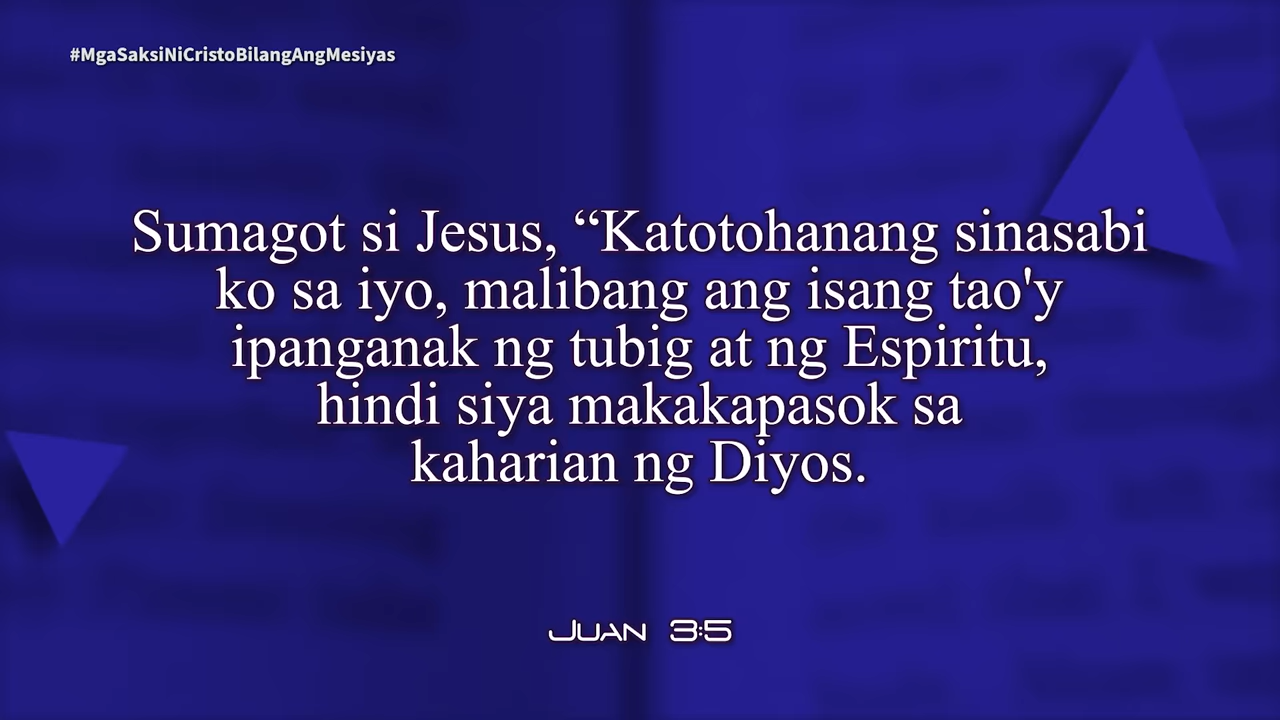 #MgaSaksiNiCristoBilangAngMesiyas
Sumagot si Jesus, “Katotohanang sinasabi
ko sa iyo, malibang ang isang tao'y
ipanganak ng tubig at ng Espiritu,
hindi siya makakapasok sa
kaharian ng Diyos.
Juan 3:5